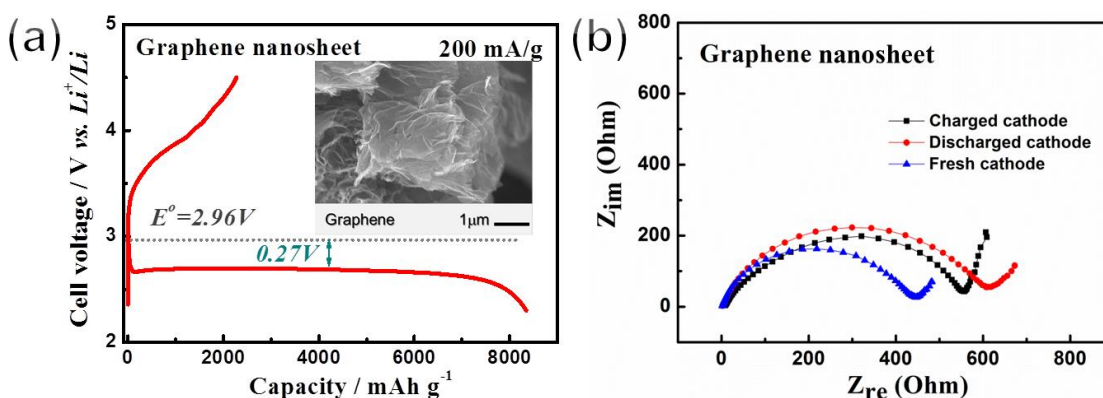 (a)
Graphene nanosheet 200 mA/g
Cell voltage / V vs. Li⁺/Li
5
4
3
2
E°=2.96V
0.27V
Graphene 1μm
0 2000 4000 6000 8000
Capacity / mAh g⁻¹
(b)
Graphene nanosheet
Z_im (Ohm)
800
600
400
200
0
Charged cathode
Discharged cathode
Fresh cathode
0 200 400 600 800
Z_re (Ohm)